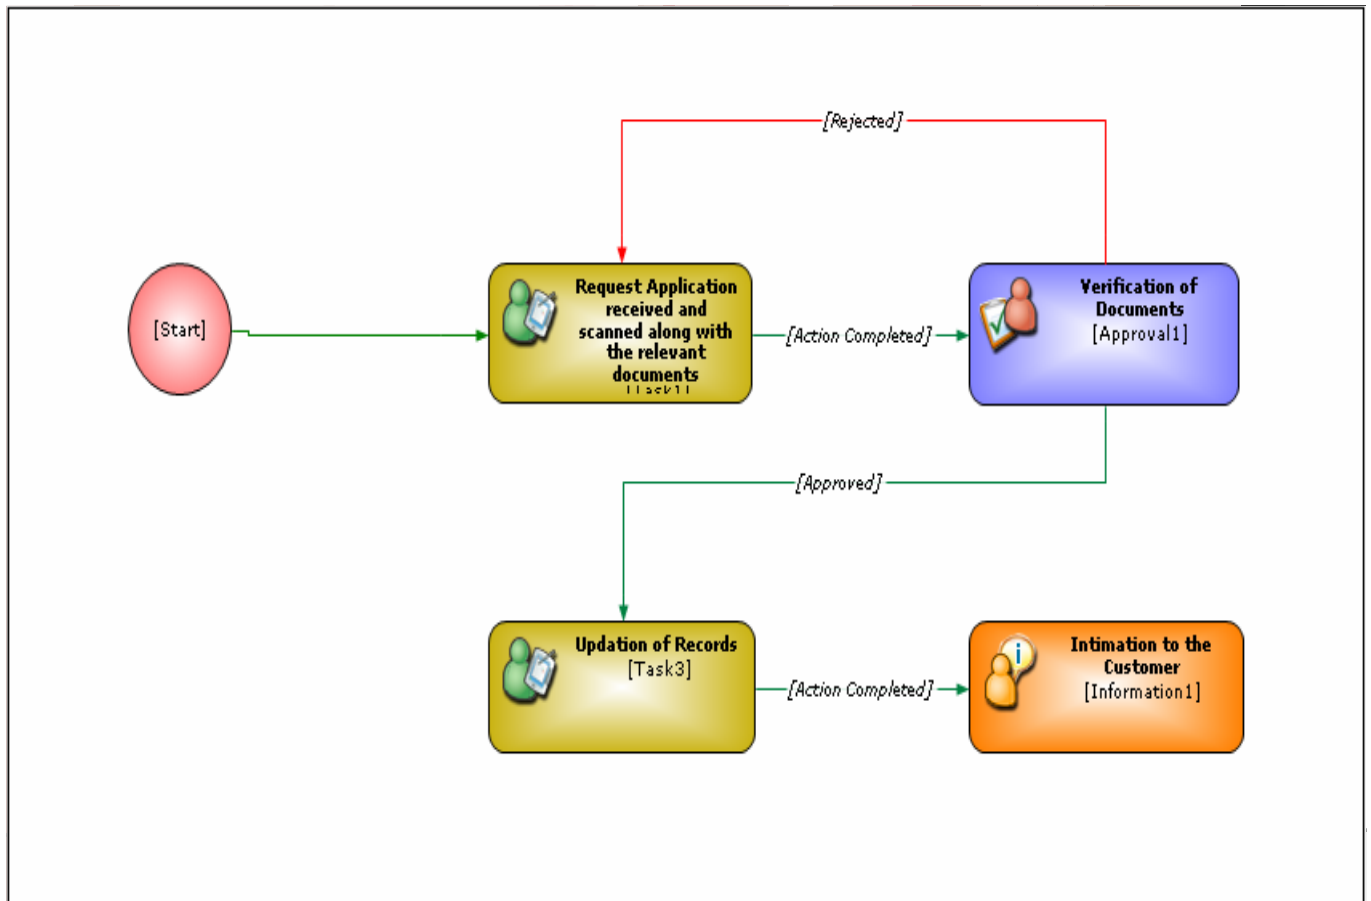 [Rejected]
[Start]
Request Application
received and
scanned along with
the relevant
documents
[Action Completed]
Verification of
Documents
[Approval1]
[Approved]
Updation of Records
[Task3]
[Action Completed]
Intimation to the
Customer
[Information1]